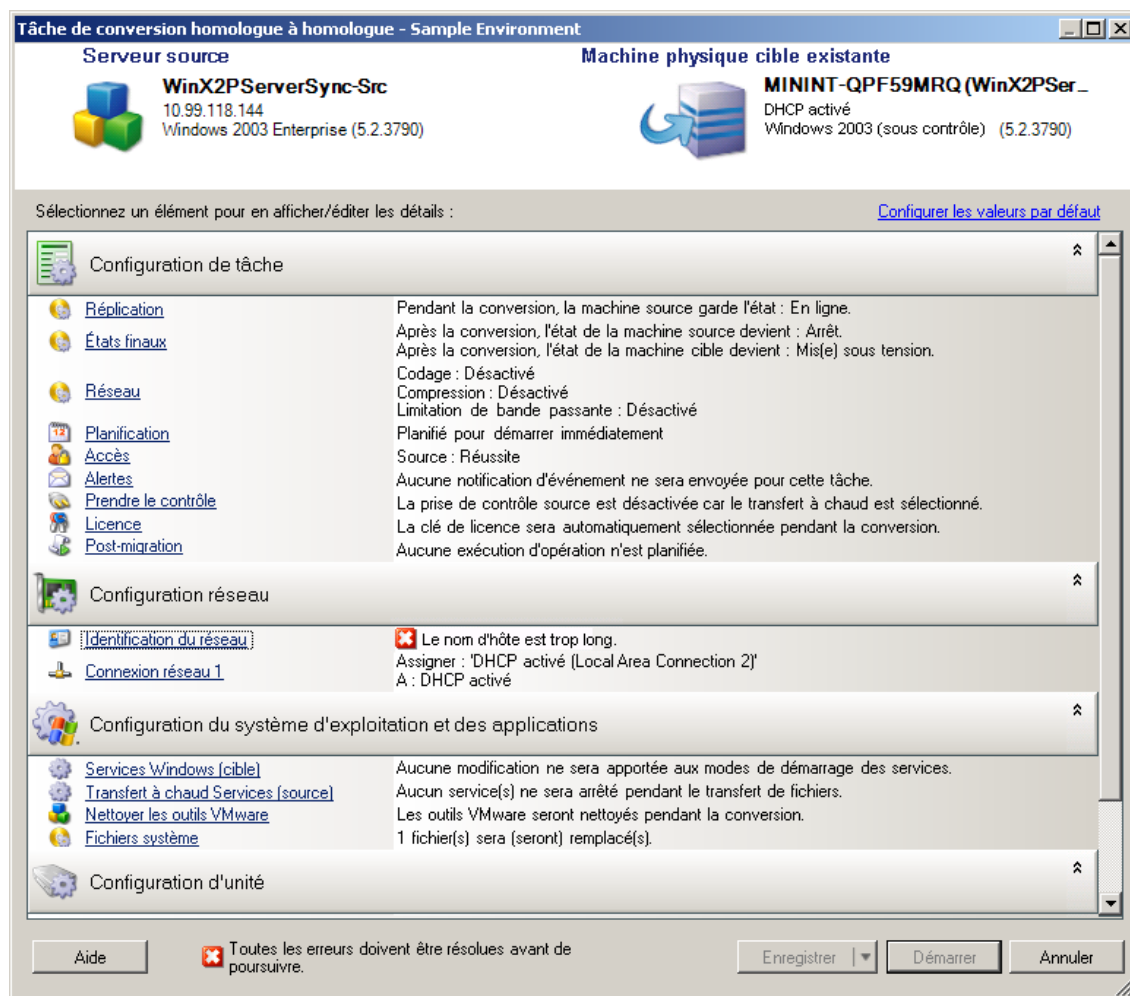 Tâche de conversion homologue à homologue - Sample Environment
Serveur source
WinX2PServerSync-Src
10.99.118.144
Windows 2003 Enterprise (5.2.3790)
Machine physique cible existante
MININT-QPF59MRQ (WinX2PSer...
DHCP activé
Windows 2003 (sous contrôle) (5.2.3790)
Sélectionnez un élément pour en afficher/éditer les détails :
Configurer les valeurs par défaut
Configuration de tâche
Réplication
Pendant la conversion, la machine source garde l'état : En ligne.
États finaux
Après la conversion, l'état de la machine source devient : Arrêt.
Après la conversion, l'état de la machine cible devient : Mis(e) sous tension.
Réseau
Codage : Désactivé
Compression : Désactivé
Limitation de bande passante : Désactivé
12
Planification
Planifié pour démarrer immédiatement
Accès
Source : Réussite
Alertes
Aucune notification d'événement ne sera envoyée pour cette tâche.
Prendre le contrôle
La prise de contrôle source est désactivée car le transfert à chaud est sélectionné.
Licence
La clé de licence sera automatiquement sélectionnée pendant la conversion.
Post-migration
Aucune exécution d'opération n'est planifiée.
Configuration réseau
Identification du réseau
Le nom d'hôte est trop long.
Connexion réseau 1
Assigner : 'DHCP activé (Local Area Connection 2)'
A : DHCP activé
Configuration du système d'exploitation et des applications
Services Windows (cible)
Aucune modification ne sera apportée aux modes de démarrage des services.
Transfert à chaud Services (source)
Aucun service(s) ne sera arrêté pendant le transfert de fichiers.
Nettoyer les outils VMware
Les outils VMware seront nettoyés pendant la conversion.
Fichiers système
1 fichier(s) sera (seront) remplacé(s).
Configuration d'unité
Aide
Toutes les erreurs doivent être résolues avant de
poursuivre.
Enregistrer
Démarrer
Annuler